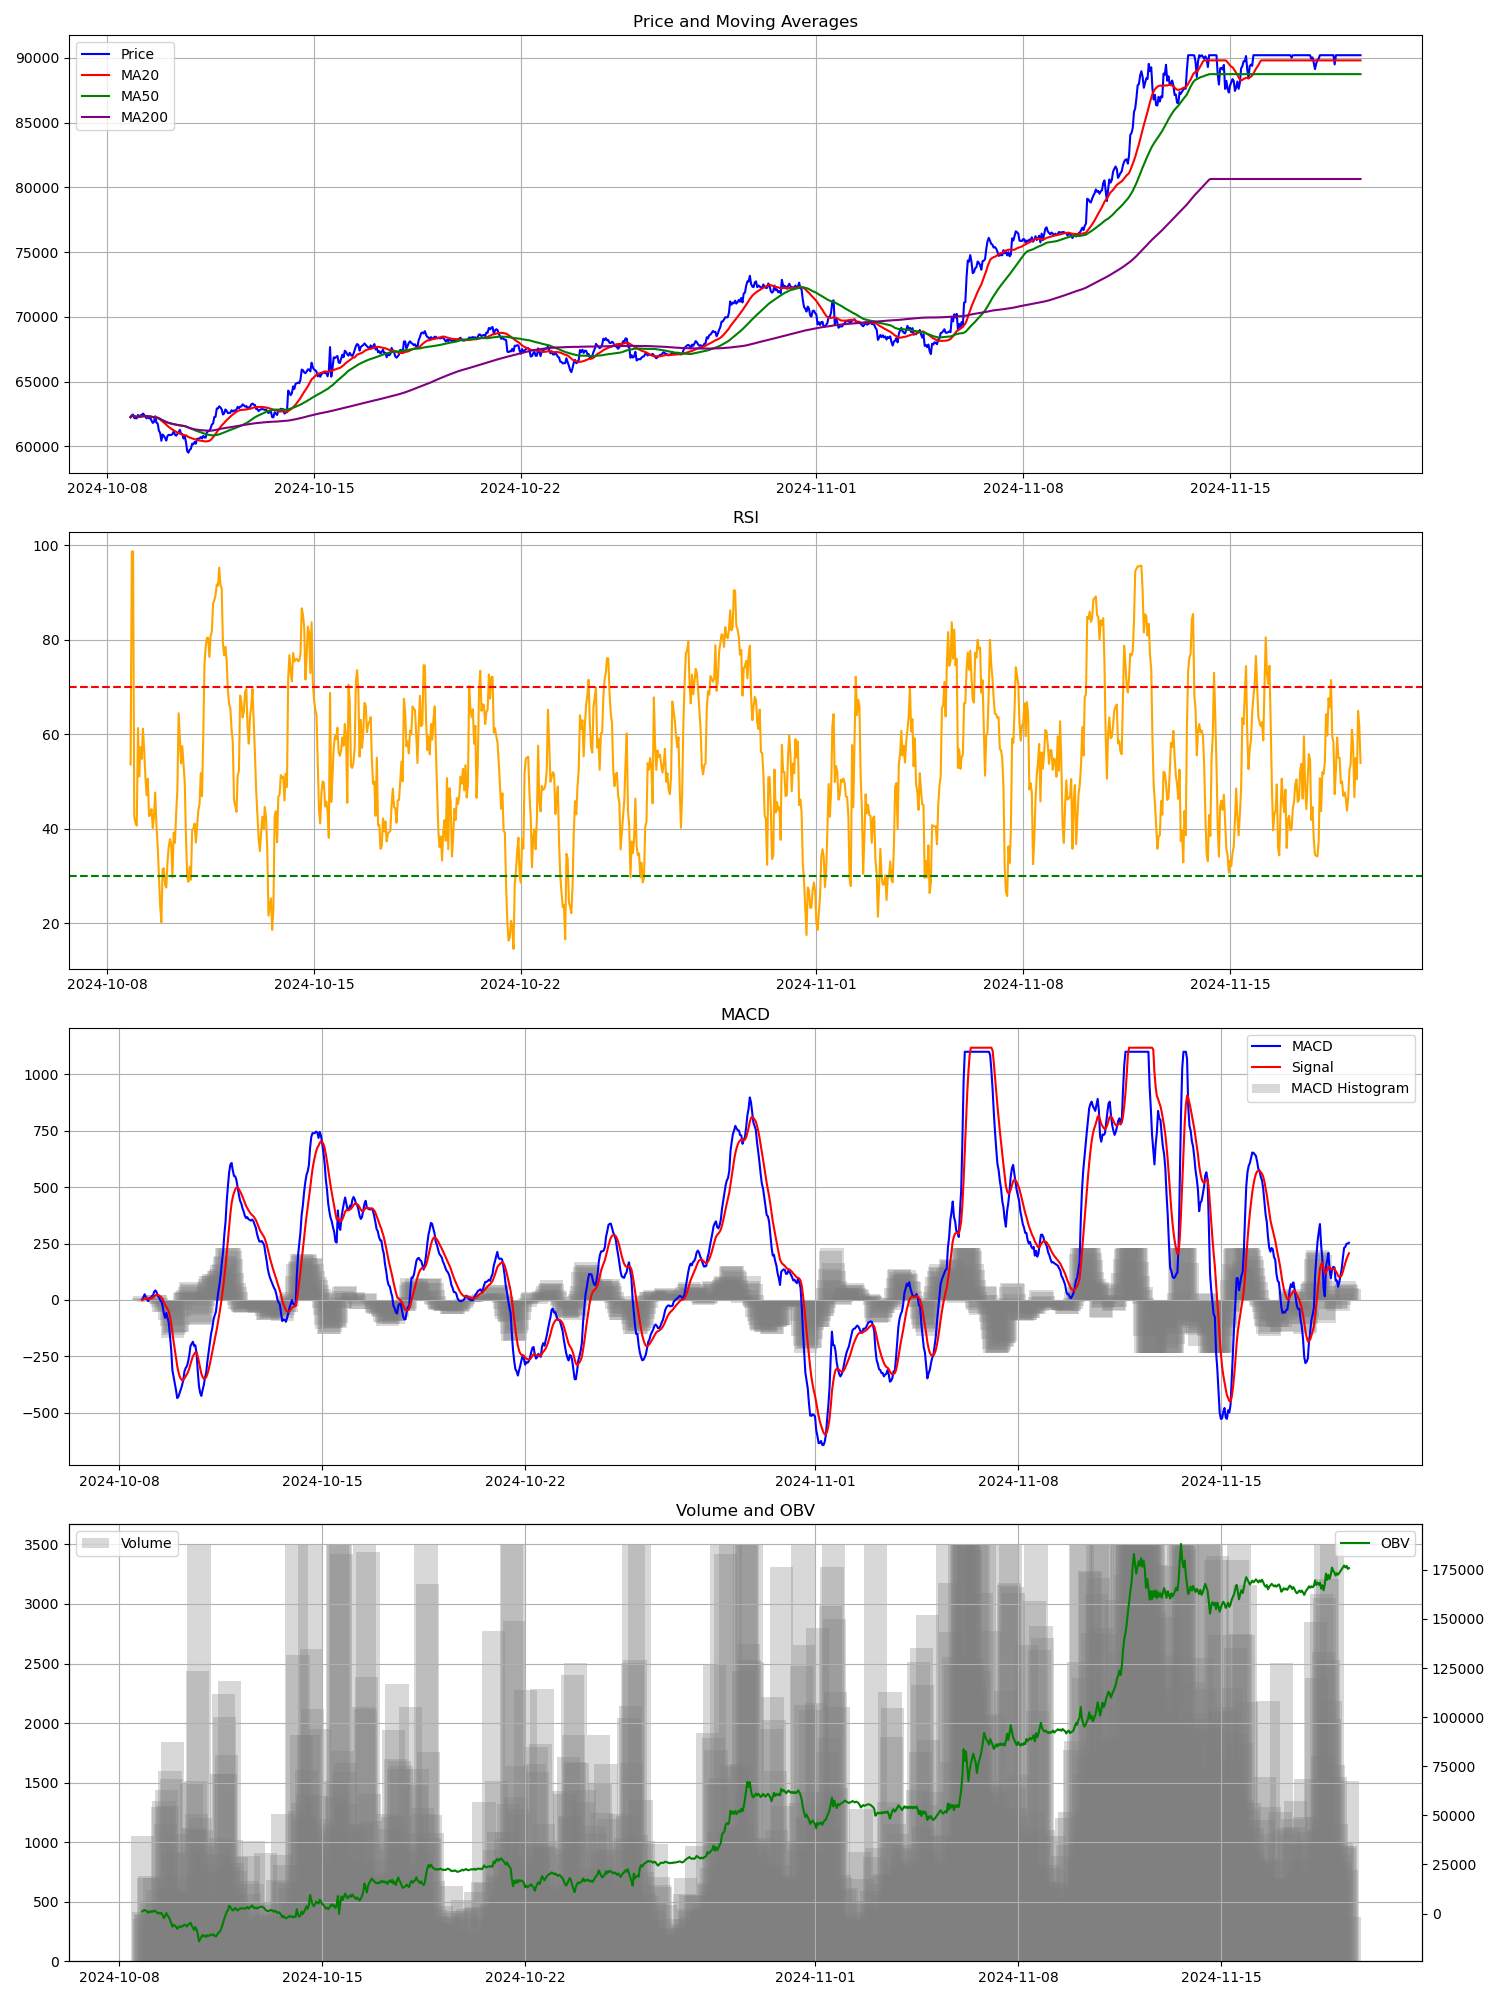 Price and Moving Averages
Price
MA20
MA50
MA200
90000
85000
80000
75000
70000
65000
60000
2024-10-08 2024-10-15 2024-10-22 2024-11-01 2024-11-08 2024-11-15
RSI
100
80
60
40
20
2024-10-08 2024-10-15 2024-10-22 2024-11-01 2024-11-08 2024-11-15
MACD
MACD
Signal
MACD Histogram
1000
750
500
250
0
−250
−500
2024-10-08 2024-10-15 2024-10-22 2024-11-01 2024-11-08 2024-11-15
Volume and OBV
Volume
OBV
3500
3000
2500
2000
1500
1000
500
0
175000
150000
125000
100000
75000
50000
25000
0
2024-10-08 2024-10-15 2024-10-22 2024-11-01 2024-11-08 2024-11-15